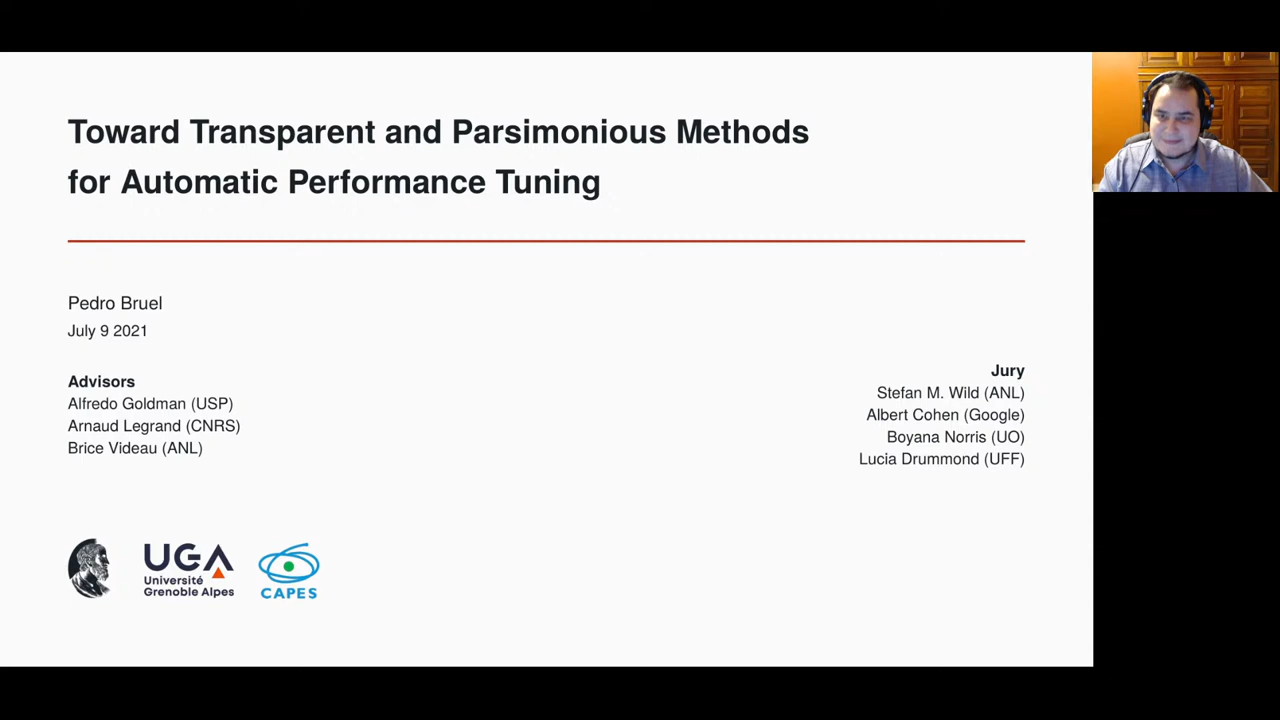 Toward Transparent and Parsimonious Methods
for Automatic Performance Tuning
Pedro Bruel
July 9 2021
Advisors
Alfredo Goldman (USP)
Arnaud Legrand (CNRS)
Brice Videau (ANL)
Jury
Stefan M. Wild (ANL)
Albert Cohen (Google)
Boyana Norris (UO)
Lucia Drummond (UFF)
UGA
Université
Grenoble Alpes
CAPES